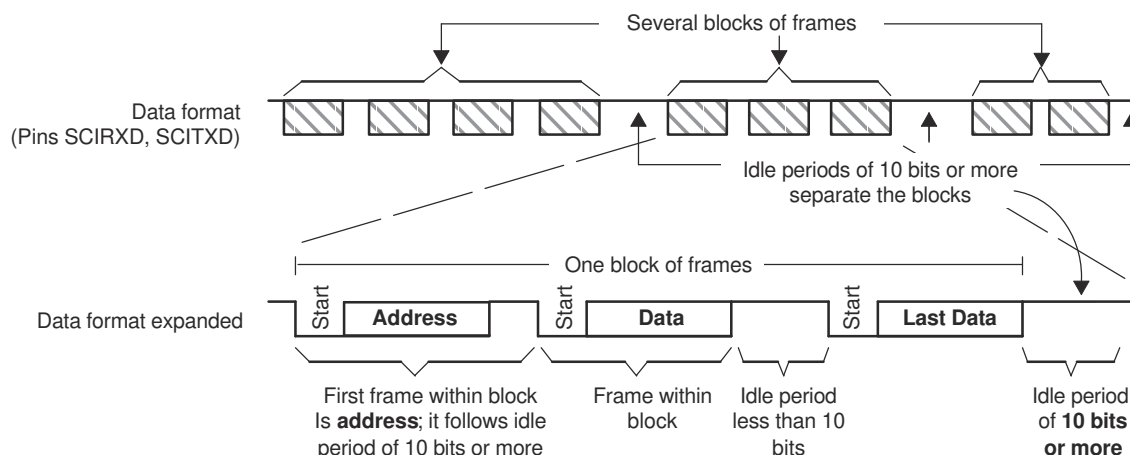 Several blocks of frames
Data format
(Pins SCIRXD, SCITXD)
Idle periods of 10 bits or more
separate the blocks
One block of frames
Data format expanded
Start
Address
Start
Data
Start
Last Data
First frame within block
Is address; it follows idle
period of 10 bits or more
Frame within
block
Idle period
less than 10
bits
Idle period
of 10 bits
or more